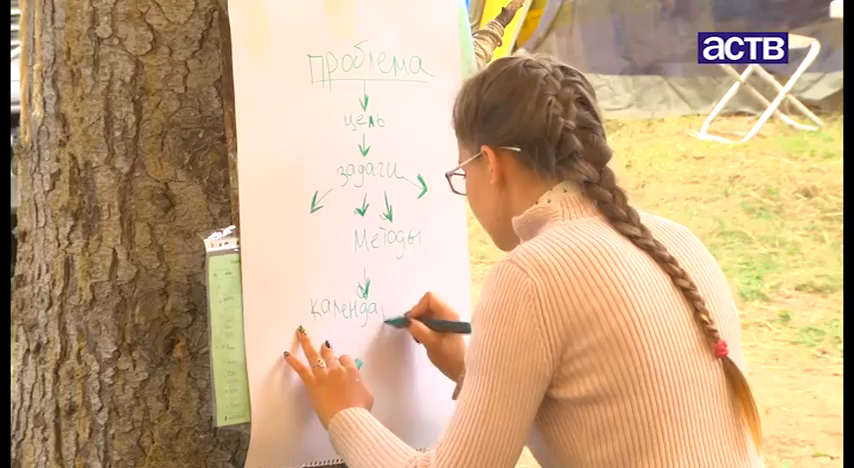 аств
проблема
цель
задачи
методы
календа